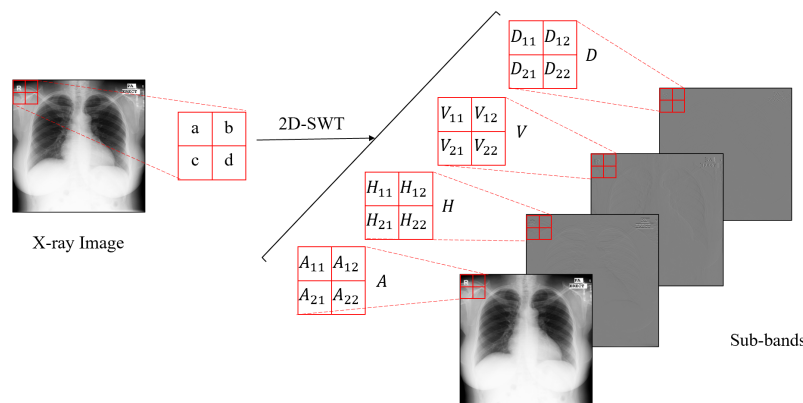 X-ray Image
a b
c d
2D-SWT
D11 D12
D21 D22
D
V11 V12
V21 V22
V
H11 H12
H21 H22
H
A11 A12
A21 A22
A
Sub-bands